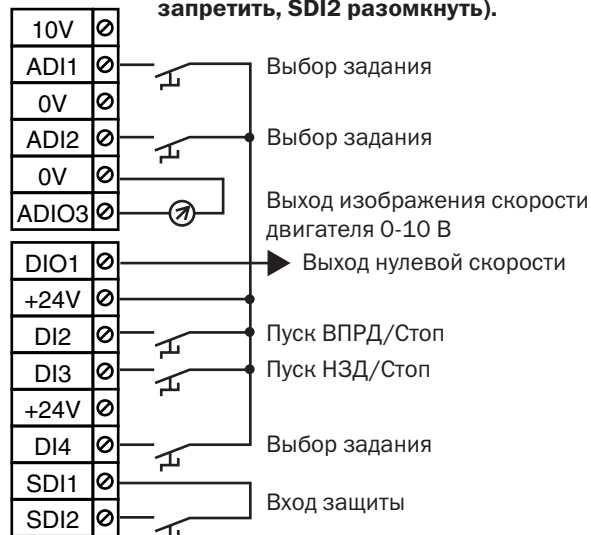 запретить, SDI2 разомкнуть).
10V
ADI1 Выбор задания
0V
ADI2 Выбор задания
0V
ADIO3 Выход изображения скорости
двигателя 0-10 В
DIO1 Выход нулевой скорости
+24V
DI2 Пуск ВПРД/Стоп
DI3 Пуск НЗД/Стоп
+24V
DI4 Выбор задания
SDI1
Вход защиты
SDI2